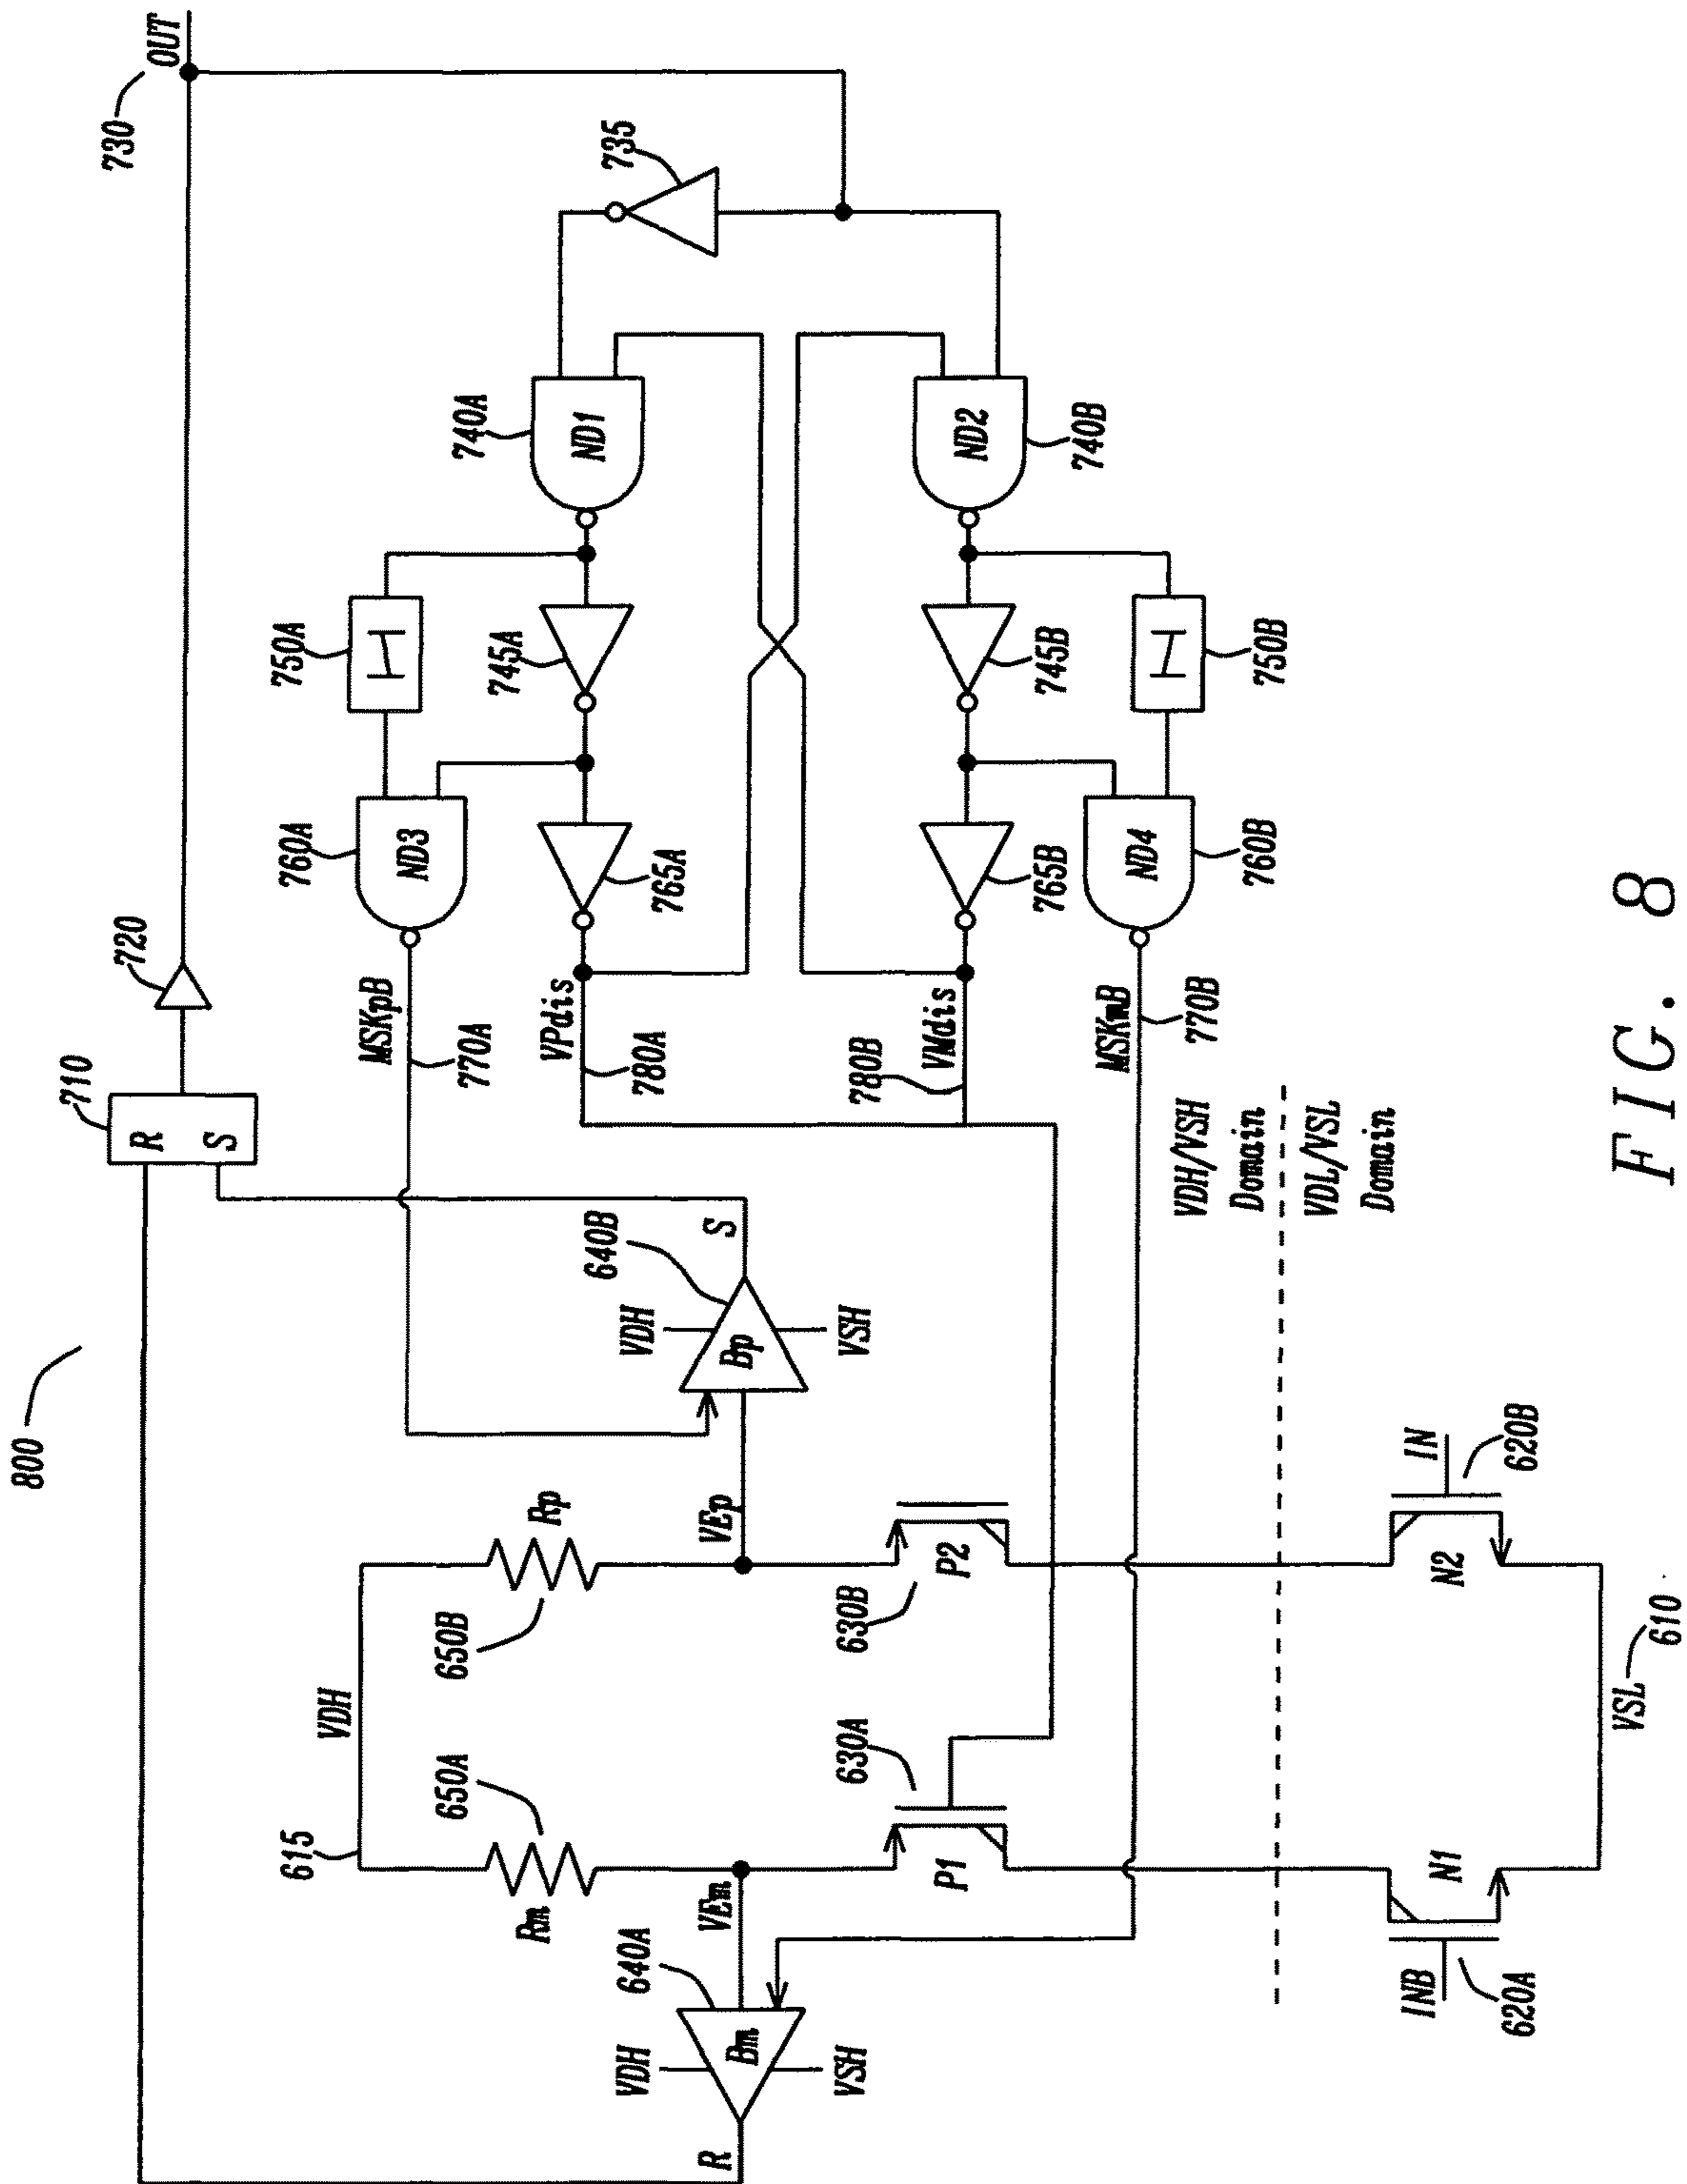 800
730
OUT
720
710
R
S
735
740A
ND1
740B
ND2
750A
745A
745B
750B
760A
ND3
765A
765B
ND4
760B
MSKpB
770A
VPdis
780A
VMdis
780B
MSKmB
770B
VDH/VSH
Domain
VDL/VSL
Domain
640B
S
VDH
Bp
VSH
VDH
615
650A
Rm
650B
Rp
VEp
VEm
640A
VDH
Bm
VSH
R
630A
P1
630B
P2
INB
620A
N1
IN
620B
N2
VSL
610
FIG. 8